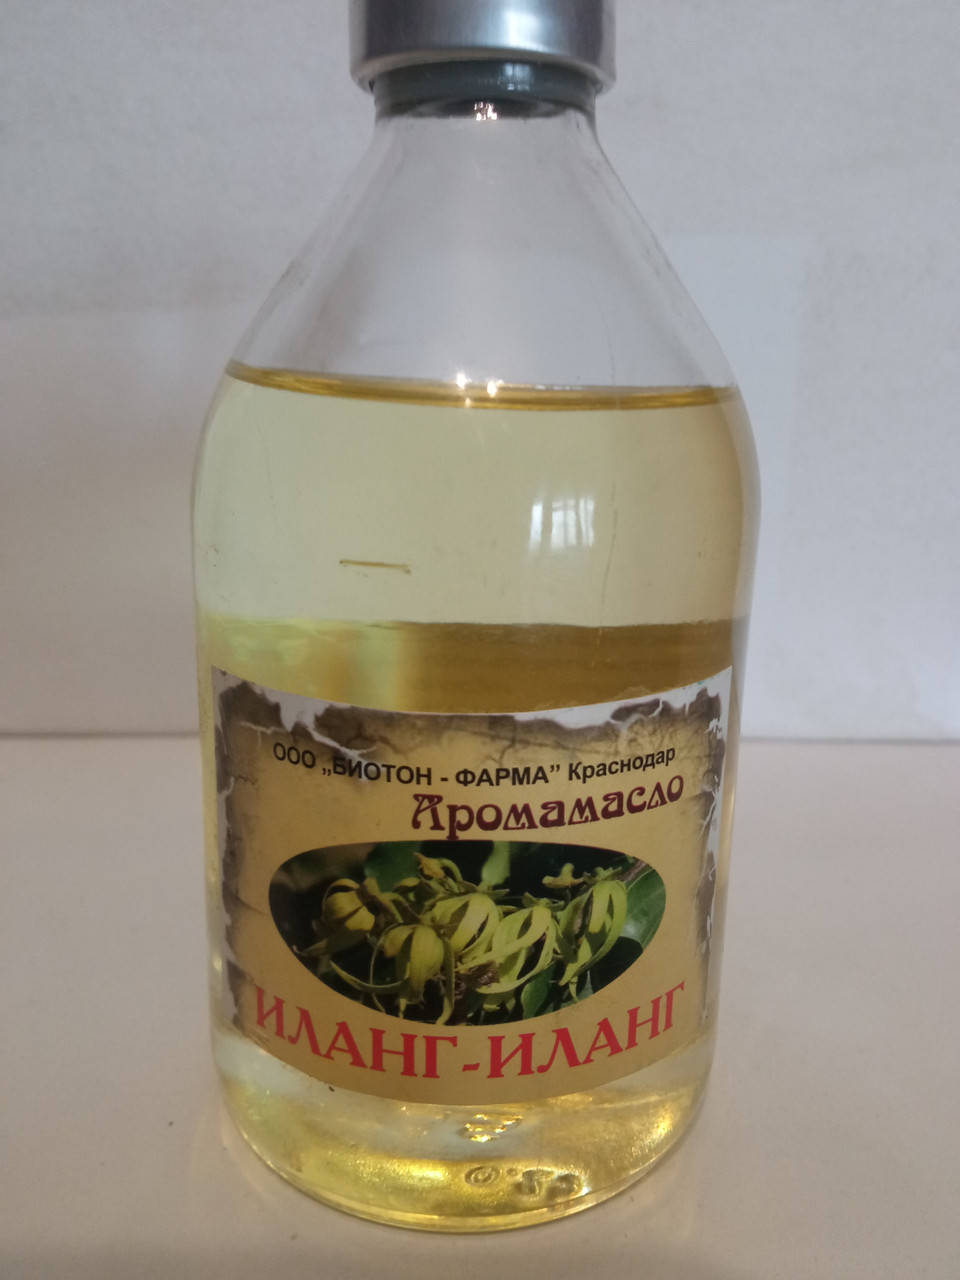 ООО „БИОТОН - ФАРМА” Краснодар
Аромамасло
ИЛАНГ-ИЛАНГ